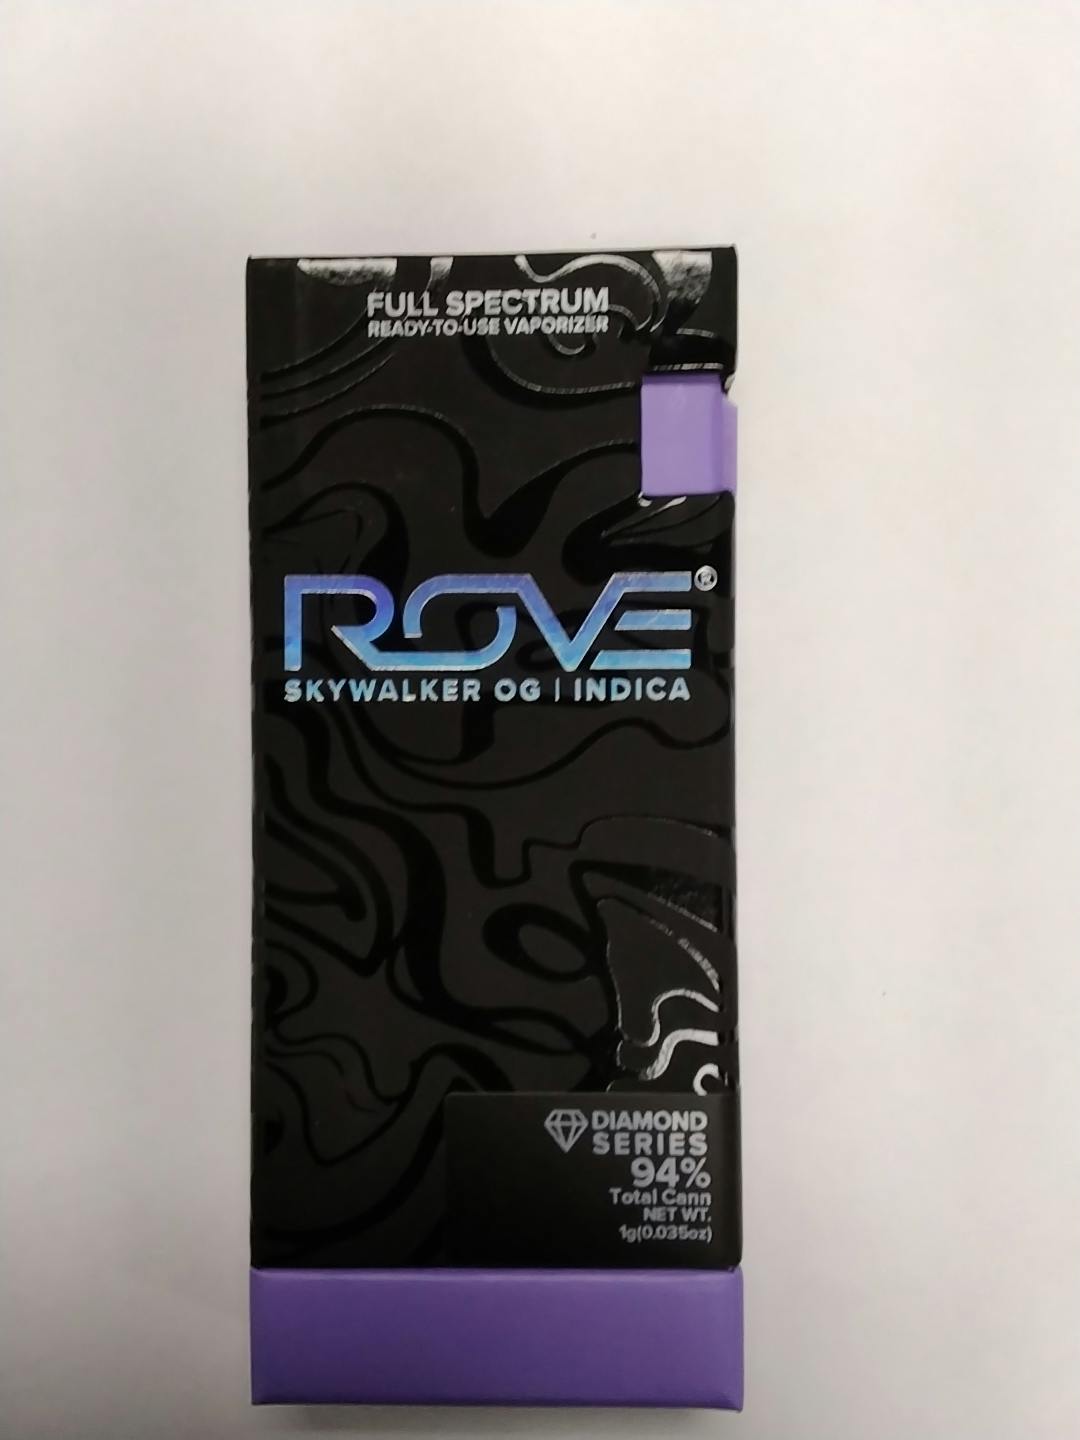 FULL SPECTRUM
READY-TO-USE VAPORIZER
ROVE®
SKYWALKER OG | INDICA
DIAMOND
SERIES
94%
Total Cann
NET WT.
1g(0.035oz)